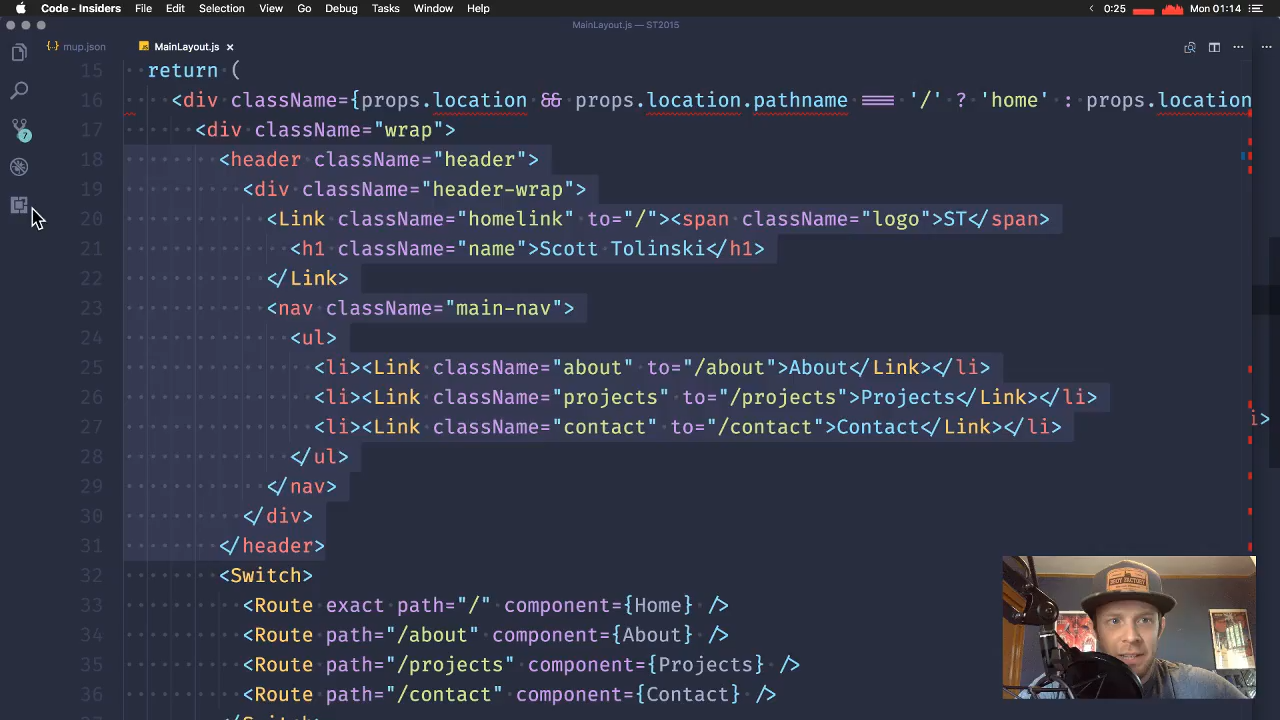 Code - Insiders File Edit Selection View Go Debug Tasks Window Help 0:25 Mon 01:14
MainLayout.js — ST2015
{··} mup.json MainLayout.js ×
15 return (
16 <div className={props.location && props.location.pathname === '/' ? 'home' : props.location
17 <div className="wrap">
18 <header className="header">
19 <div className="header-wrap">
20 <Link className="homelink" to="/"><span className="logo">ST</span>
21 <h1 className="name">Scott Tolinski</h1>
22 </Link>
23 <nav className="main-nav">
24 <ul>
25 <li><Link className="about" to="/about">About</Link></li>
26 <li><Link className="projects" to="/projects">Projects</Link></li>
27 <li><Link className="contact" to="/contact">Contact</Link></li>
28 </ul>
29 </nav>
30 </div>
31 </header>
32 <Switch>
33 <Route exact path="/" component={Home} />
34 <Route path="/about" component={About} />
35 <Route path="/projects" component={Projects} />
36 <Route path="/contact" component={Contact} />
7